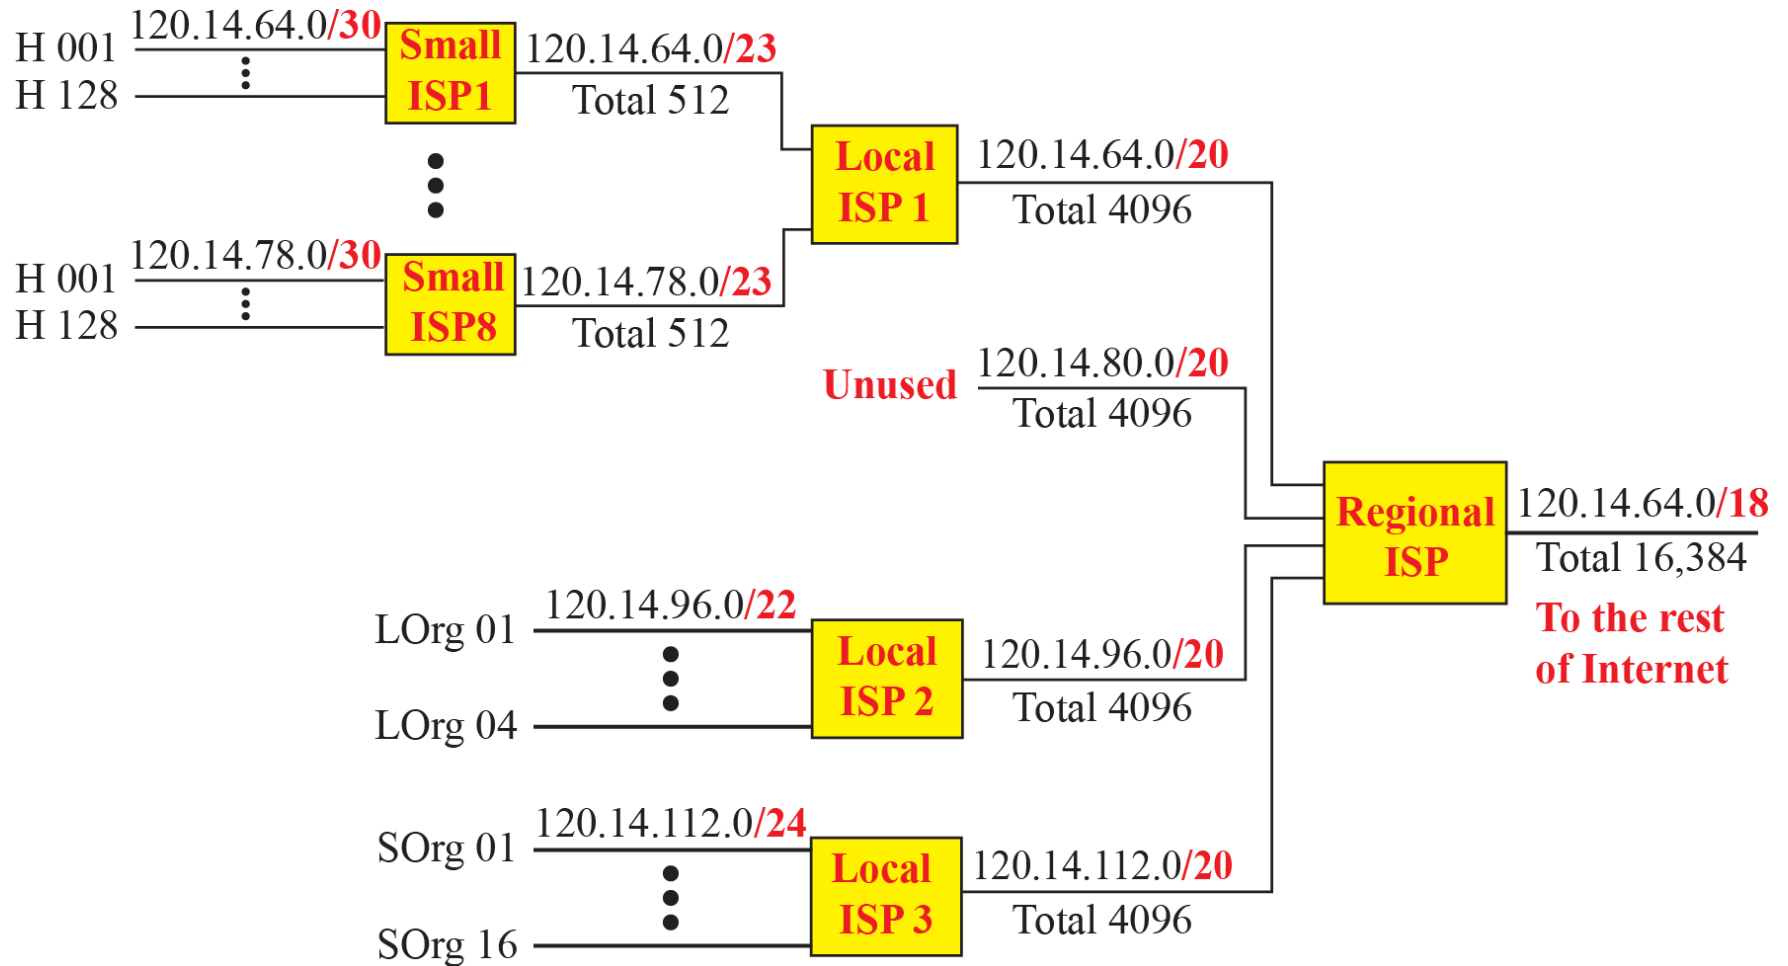 H 001
120.14.64.0/30
H 128
Small
ISP1
120.14.64.0/23
Total 512
H 001
120.14.78.0/30
H 128
Small
ISP8
120.14.78.0/23
Total 512
Local
ISP 1
120.14.64.0/20
Total 4096
Unused
120.14.80.0/20
Total 4096
LOrg 01
120.14.96.0/22
LOrg 04
Local
ISP 2
120.14.96.0/20
Total 4096
SOrg 01
120.14.112.0/24
SOrg 16
Local
ISP 3
120.14.112.0/20
Total 4096
Regional
ISP
120.14.64.0/18
Total 16,384
To the rest
of Internet